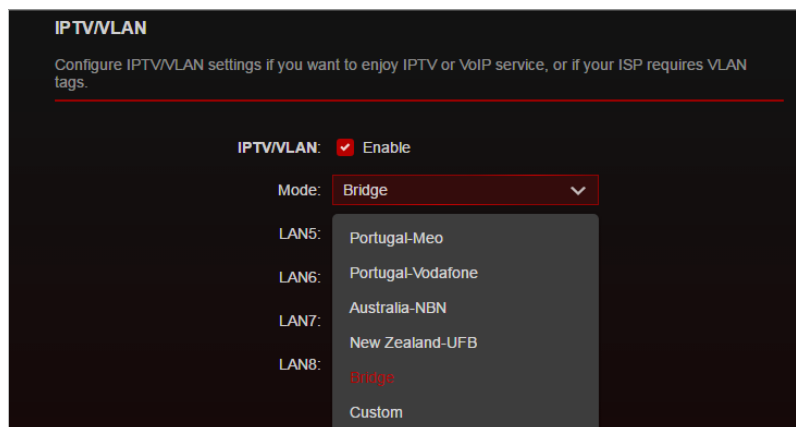 IPTV/VLAN
Configure IPTV/VLAN settings if you want to enjoy IPTV or VoIP service, or if your ISP requires VLAN
tags.
IPTV/VLAN: Enable
Mode: Bridge
LAN5:
Portugal-Meo
LAN6:
Portugal-Vodafone
Australia-NBN
LAN7:
New Zealand-UFB
LAN8:
Bridge
Custom